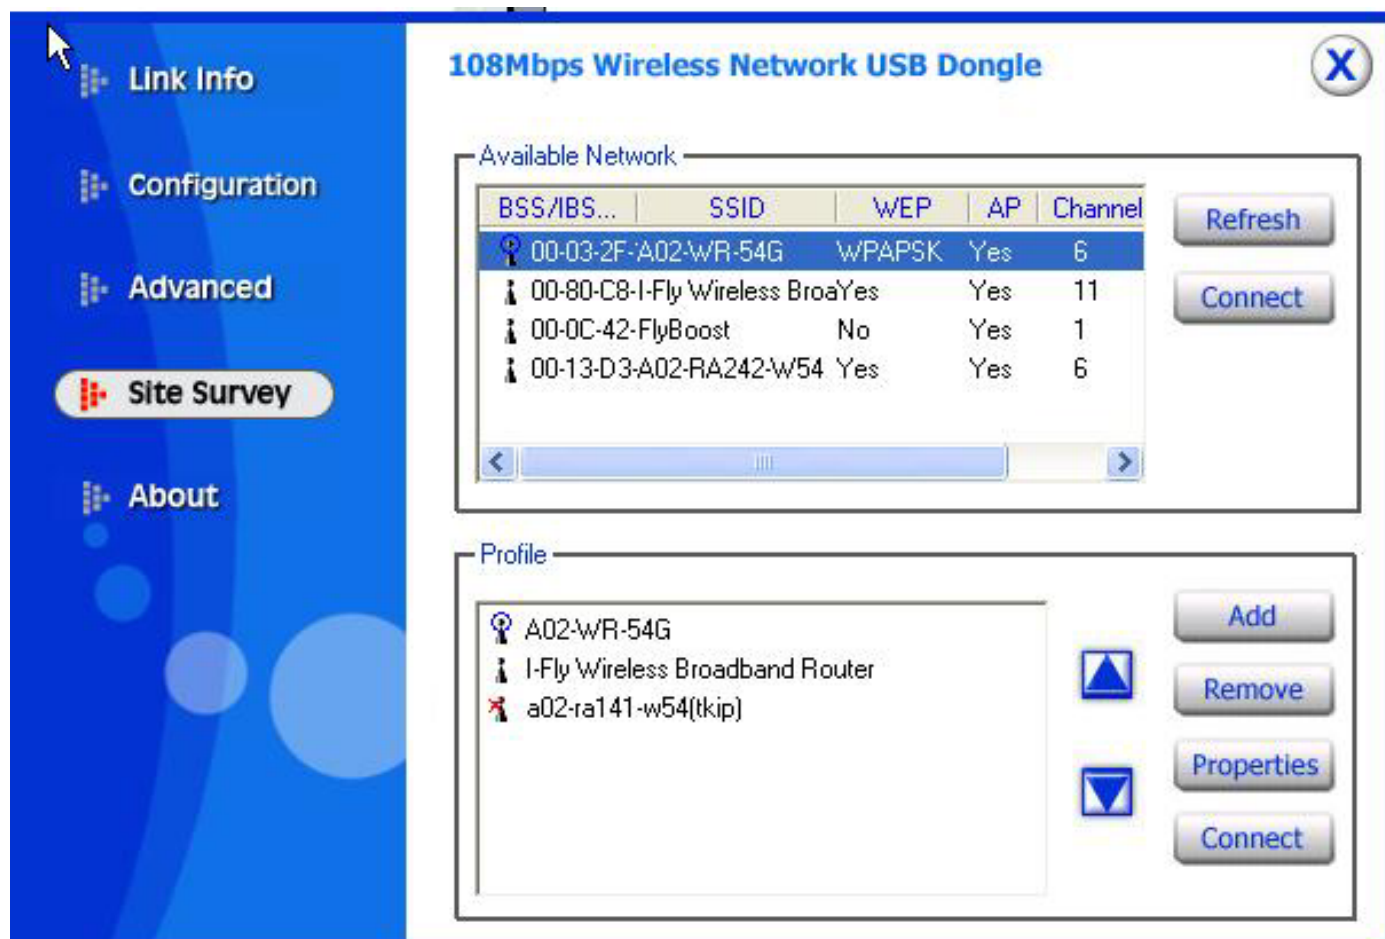 108Mbps Wireless Network USB Dongle
X
Link Info
Configuration
Advanced
Site Survey
About
Available Network
BSS/IBS... SSID WEP AP Channel
00-03-2F- A02-WR-54G WPAPSK Yes 6
00-80-C8- I-Fly Wireless Broa Yes Yes 11
00-0C-42- FlyBoost No Yes 1
00-13-D3- A02-RA242-W54 Yes Yes 6
Refresh
Connect
Profile
A02-WR-54G
I-Fly Wireless Broadband Router
a02-ra141-w54(tkip)
Add
Remove
Properties
Connect